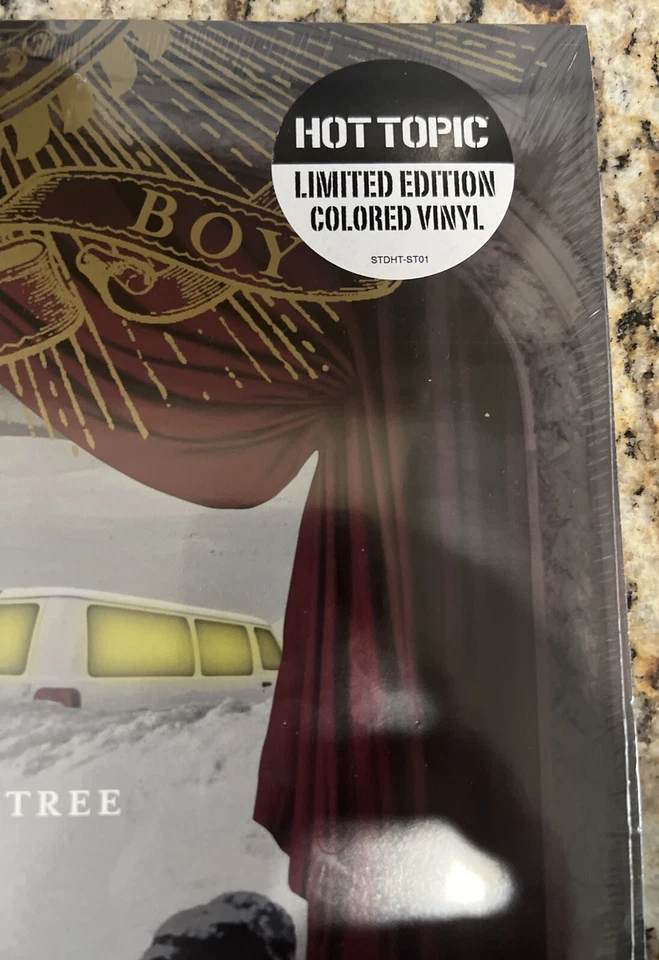 HOT TOPIC
LIMITED EDITION
COLORED VINYL
STDHT-ST01
BOY
TREE